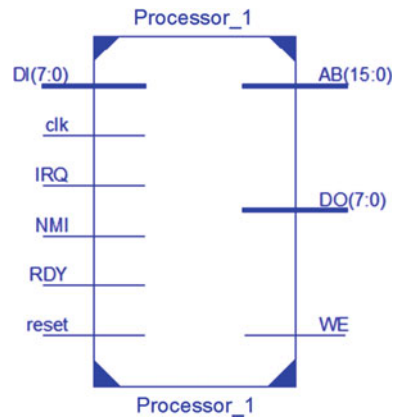 Processor_1
DI(7:0)
AB(15:0)
clk
IRQ
DO(7:0)
NMI
RDY
reset
WE
Processor_1